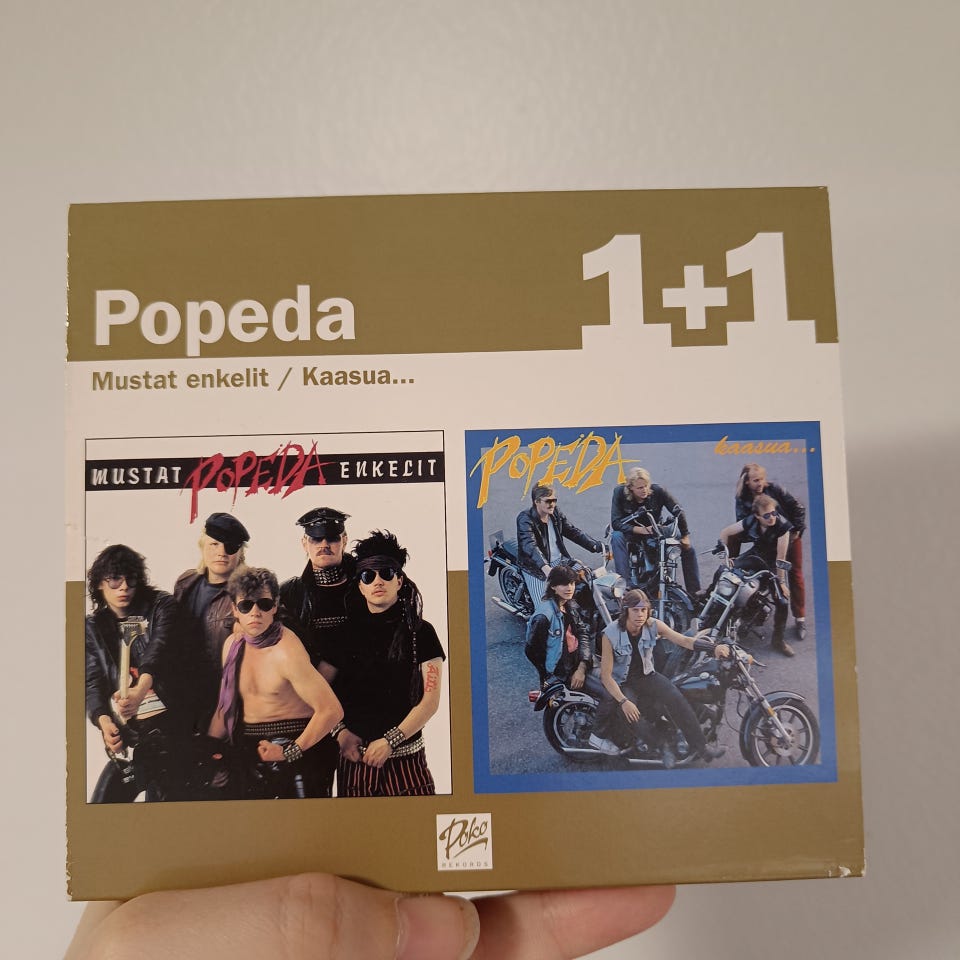 Popeda
1+1
Mustat enkelit / Kaasua...
MUSTAT POPEDA ENKELIT
POPEDA
kaasua...
Poko
REKORDS